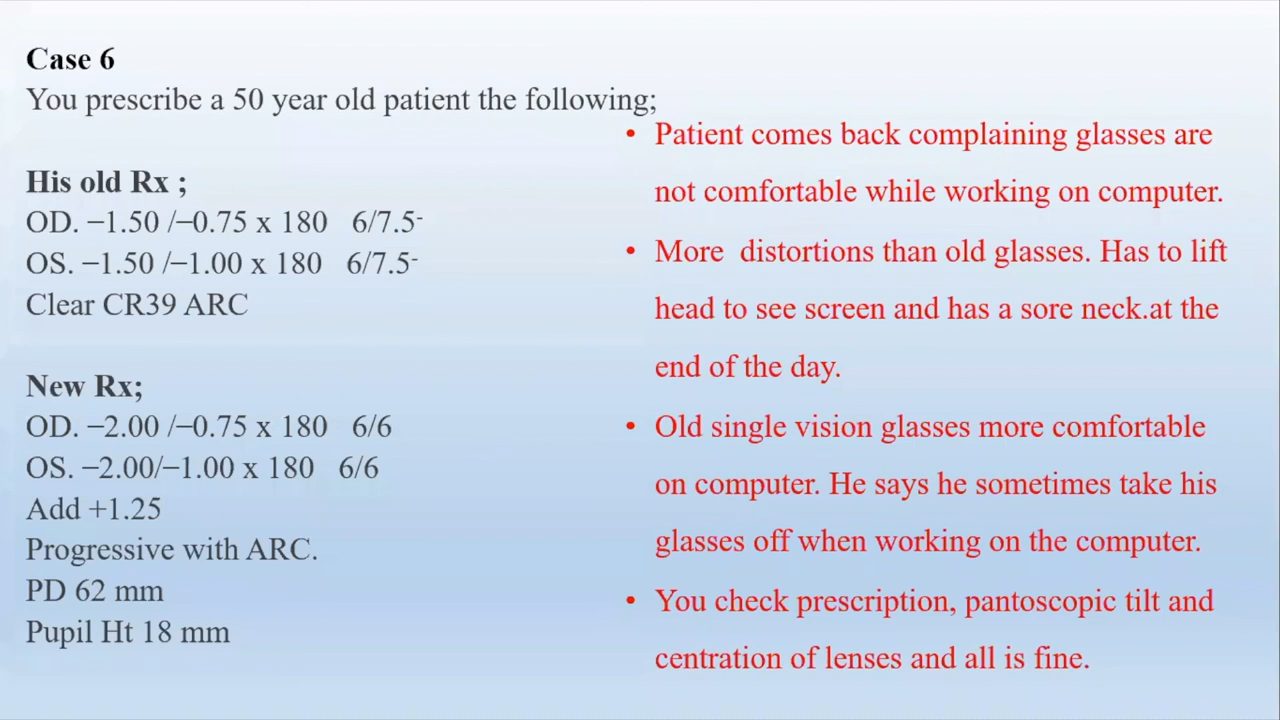 Case 6
You prescribe a 50 year old patient the following;
His old Rx ;
OD. −1.50 /−0.75 x 180 6/7.5-
OS. −1.50 /−1.00 x 180 6/7.5-
Clear CR39 ARC
New Rx;
OD. −2.00 /−0.75 x 180 6/6
OS. −2.00/−1.00 x 180 6/6
Add +1.25
Progressive with ARC.
PD 62 mm
Pupil Ht 18 mm
• Patient comes back complaining glasses are
not comfortable while working on computer.
• More distortions than old glasses. Has to lift
head to see screen and has a sore neck.at the
end of the day.
• Old single vision glasses more comfortable
on computer. He says he sometimes take his
glasses off when working on the computer.
• You check prescription, pantoscopic tilt and
centration of lenses and all is fine.